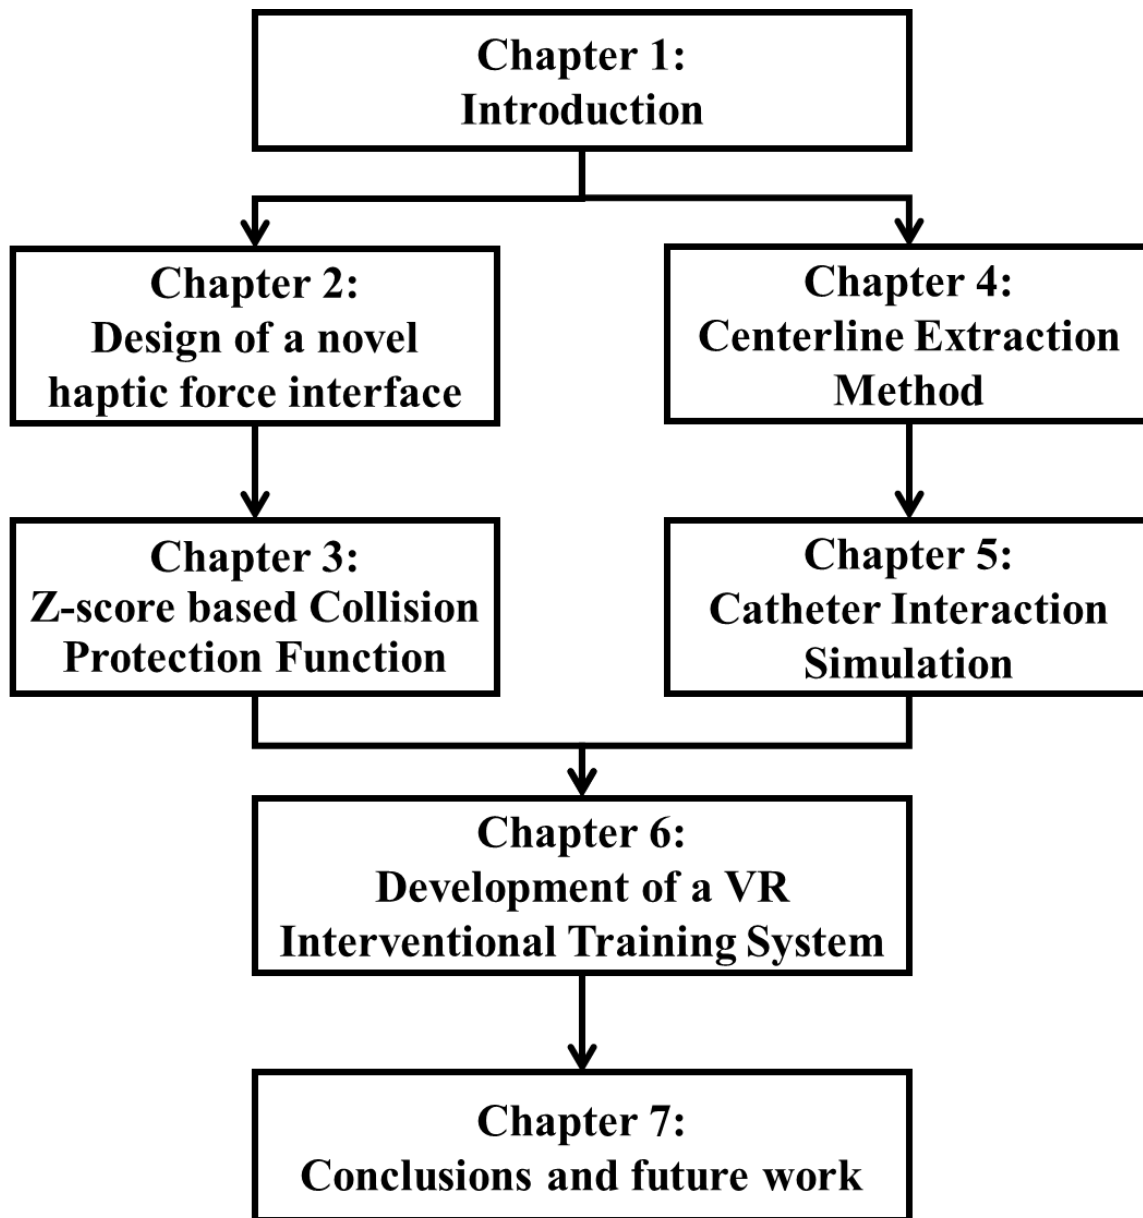 Chapter 1:
Introduction
Chapter 2:
Design of a novel
haptic force interface
Chapter 4:
Centerline Extraction
Method
Chapter 3:
Z-score based Collision
Protection Function
Chapter 5:
Catheter Interaction
Simulation
Chapter 6:
Development of a VR
Interventional Training System
Chapter 7:
Conclusions and future work